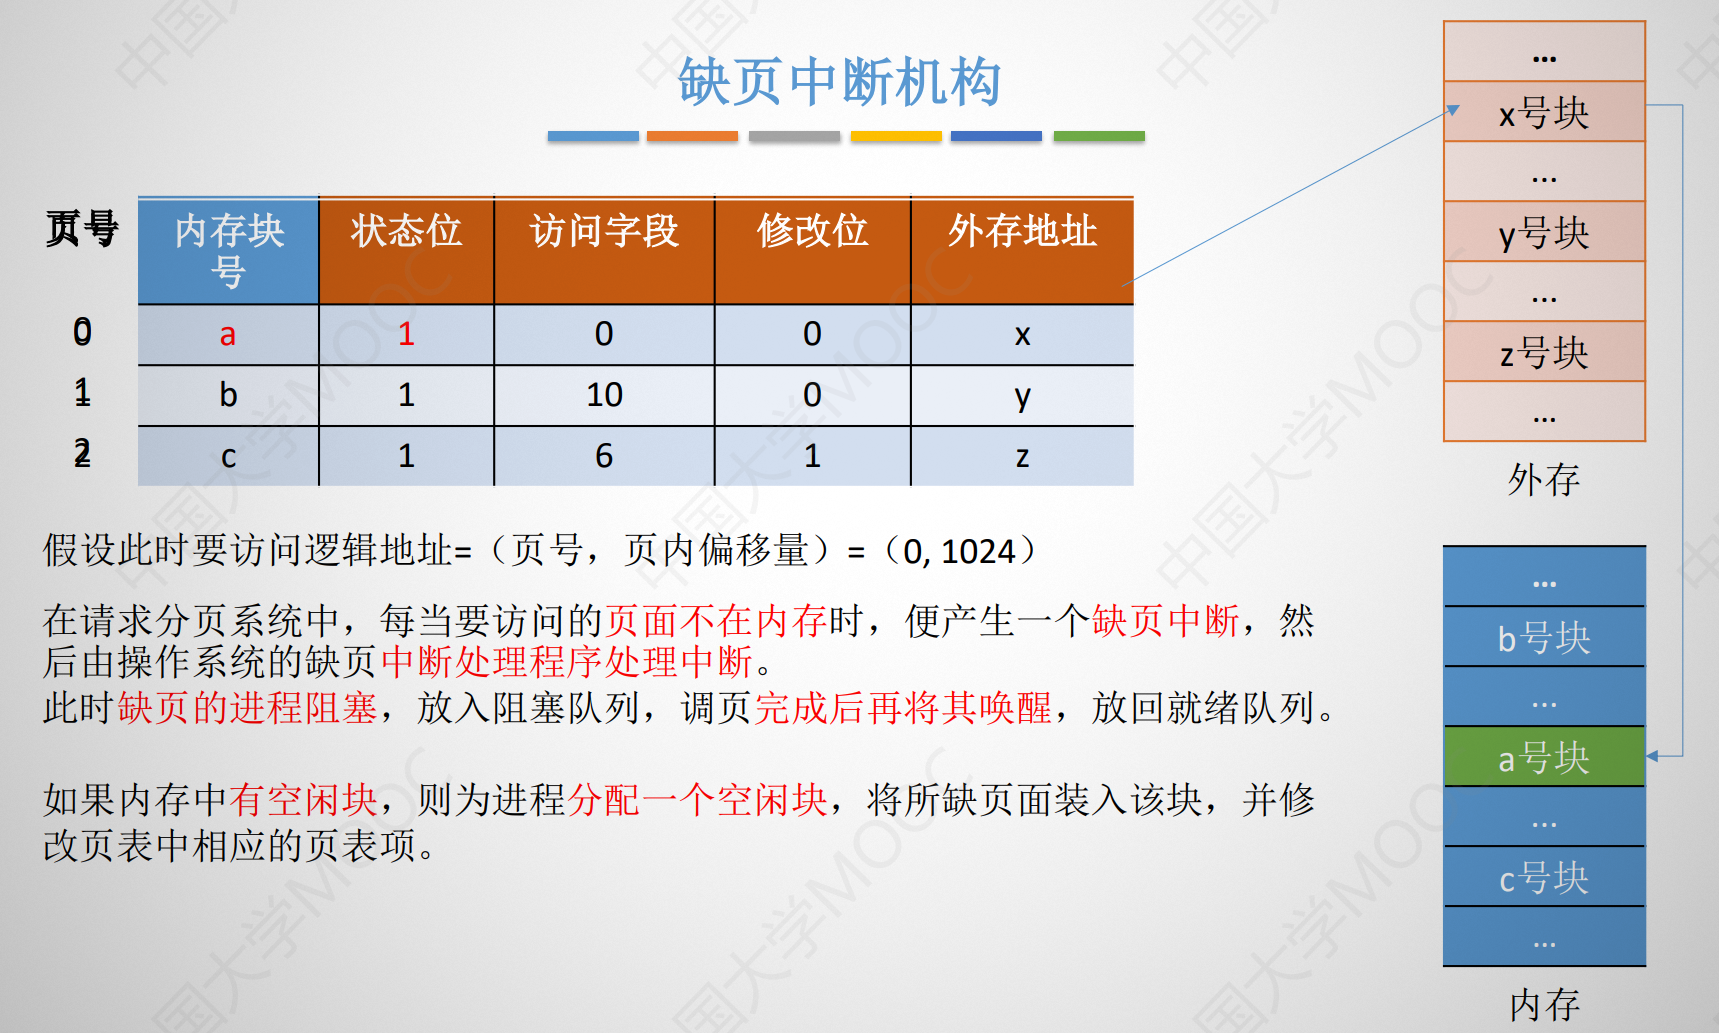 缺页中断机构
页号
内存块号 状态位 访问字段 修改位 外存地址
0 a 1 0 0 x
1 b 1 10 0 y
2 c 1 6 1 z
假设此时要访问逻辑地址=（页号，页内偏移量）=（0, 1024）
在请求分页系统中，每当要访问的页面不在内存时，便产生一个缺页中断，然
后由操作系统的缺页中断处理程序处理中断。
此时缺页的进程阻塞，放入阻塞队列，调页完成后再将其唤醒，放回就绪队列。
如果内存中有空闲块，则为进程分配一个空闲块，将所缺页面装入该块，并修
改页表中相应的页表项。
...
x号块
...
y号块
...
z号块
...
外存
...
b号块
...
a号块
...
c号块
...
内存
中国大学MOOC